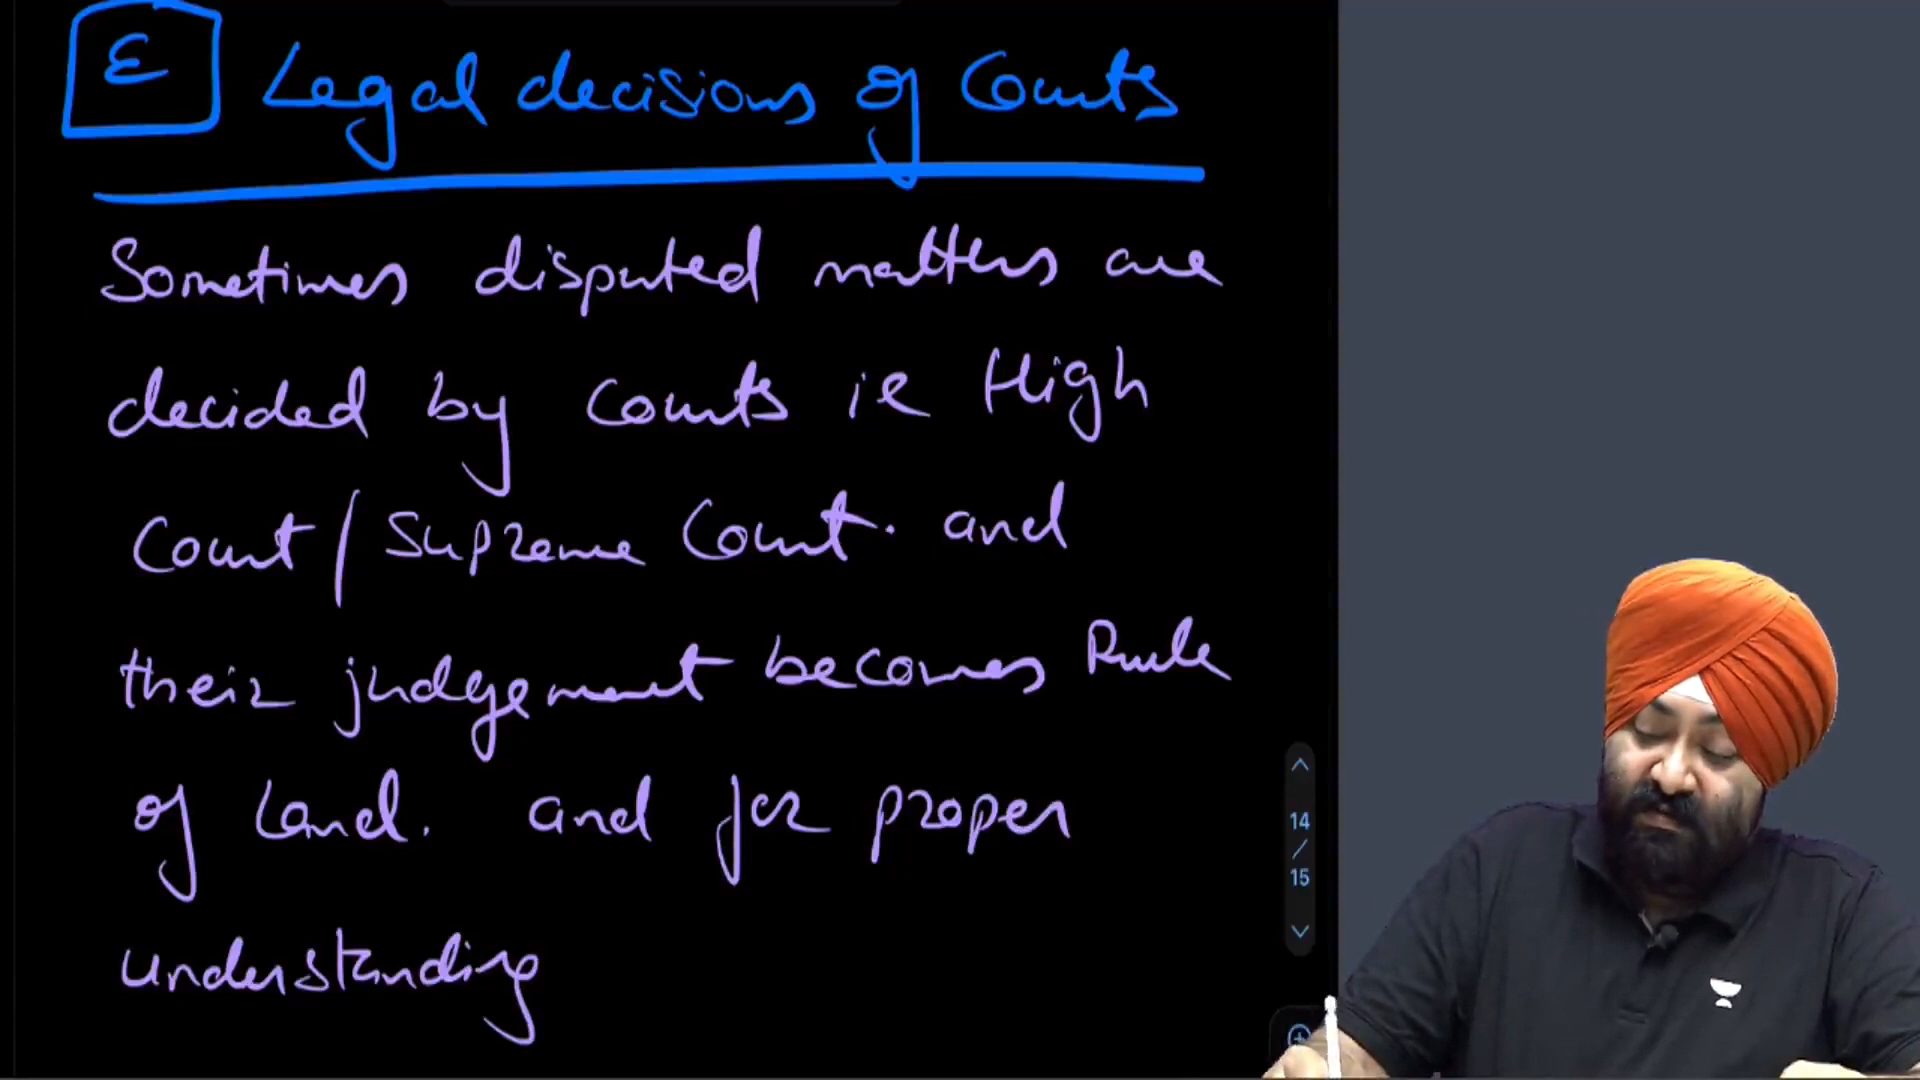 E Legal decisions of Courts
Sometimes disputed matters are
decided by Courts ie High
Court / Supreme Court. and
their judgement becomes Rule
of Land. and for proper
understanding
14
/
15